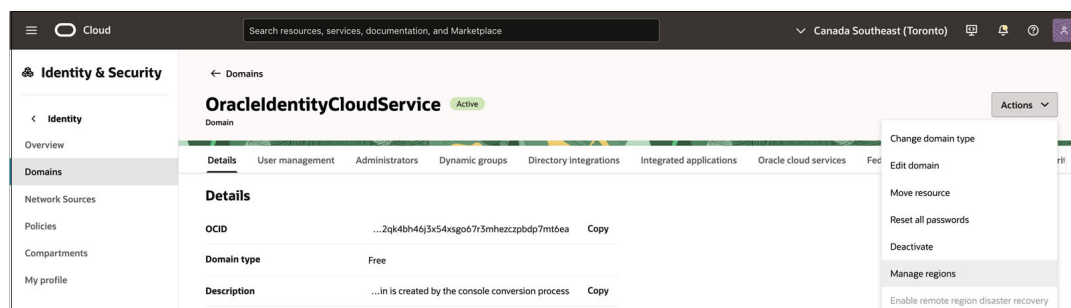 Cloud
Search resources, services, documentation, and Marketplace
Canada Southeast (Toronto)
Identity & Security
Identity
Overview
Domains
Network Sources
Policies
Compartments
My profile
← Domains
OracleIdentityCloudService Active
Domain
Actions
Details User management Administrators Dynamic groups Directory integrations Integrated applications Oracle cloud services Fed
Details
OCID ...2qk4bh46j3x54xsgo67r3mhezczpbdp7mt6ea Copy
Domain type Free
Description ...in is created by the console conversion process Copy
Change domain type
Edit domain
Move resource
Reset all passwords
Deactivate
Manage regions
Enable remote region disaster recovery